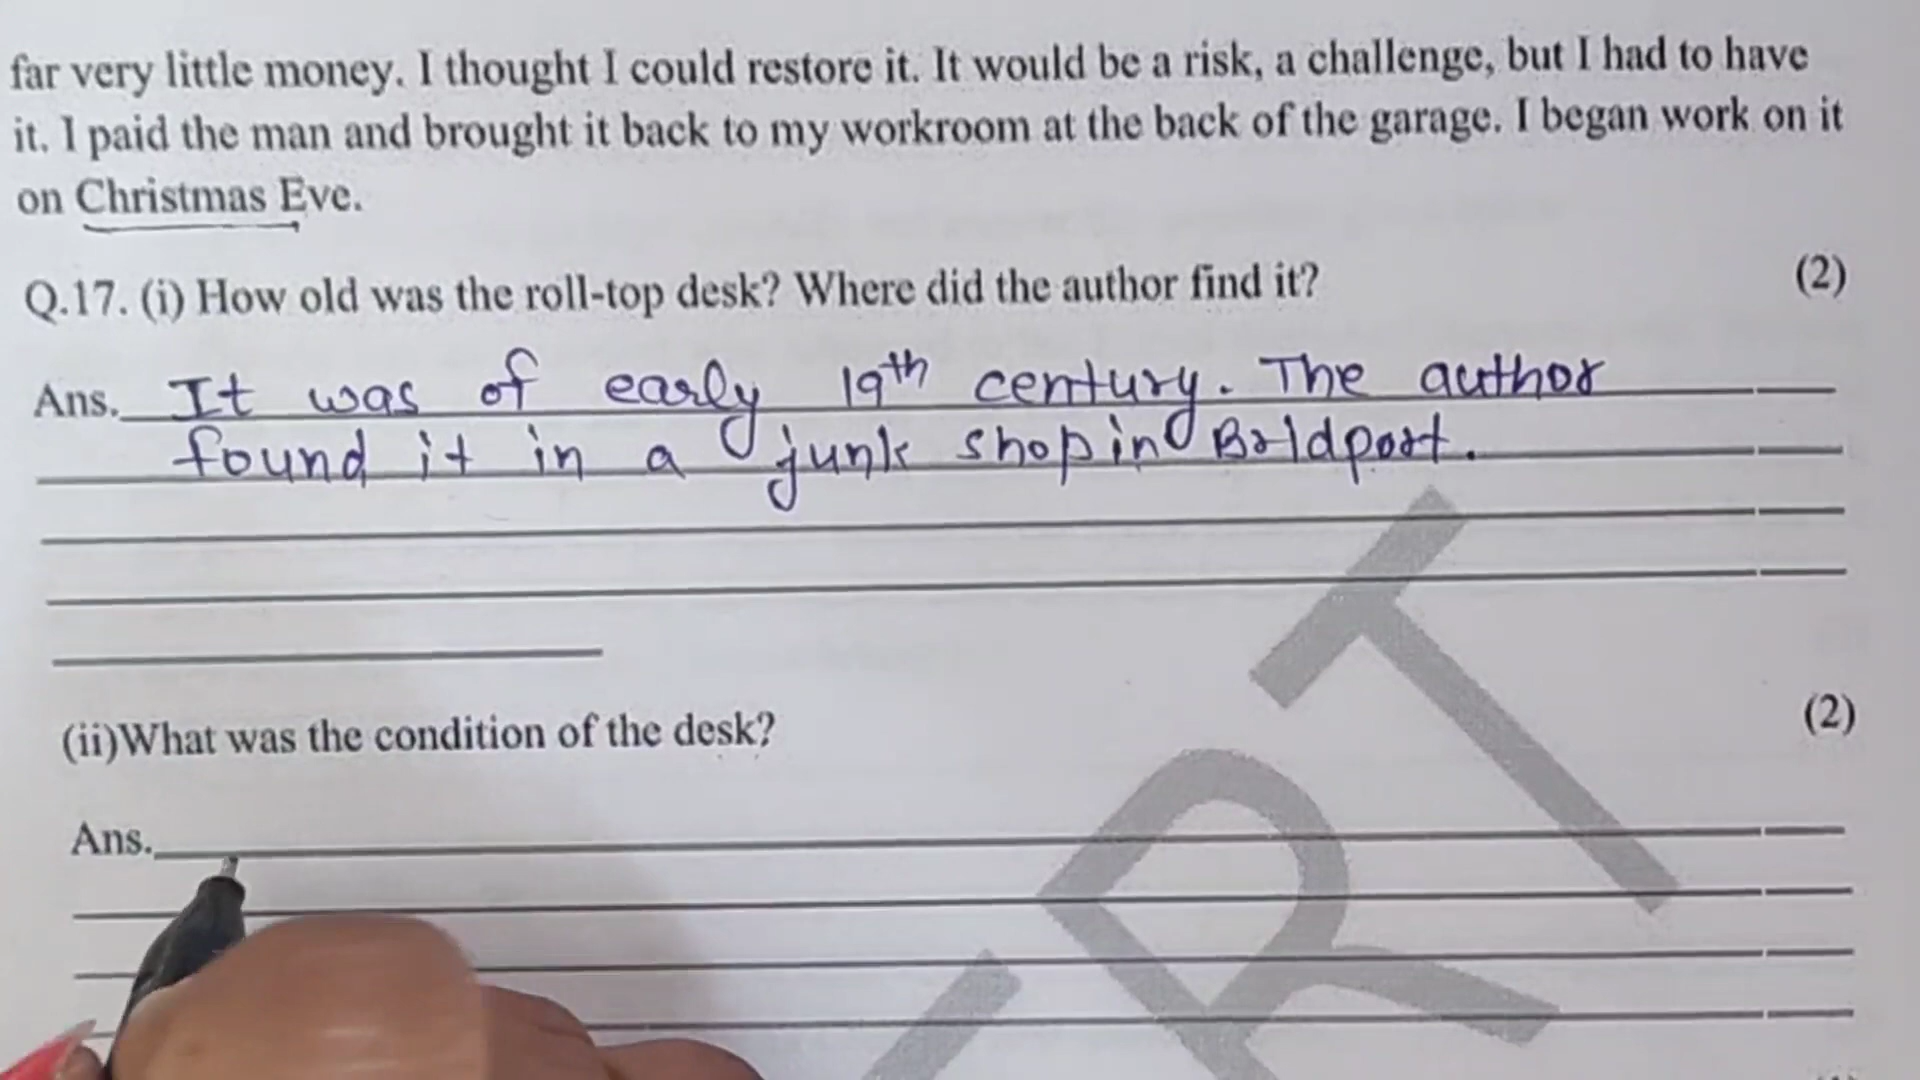 far very little money. I thought I could restore it. It would be a risk, a challenge, but I had to have
it. I paid the man and brought it back to my workroom at the back of the garage. I began work on it
on Christmas Eve.
Q.17. (i) How old was the roll-top desk? Where did the author find it? (2)
Ans. It was of early 19th century. The author
found it in a junk shop in Bridport.
(ii)What was the condition of the desk? (2)
Ans.
RT